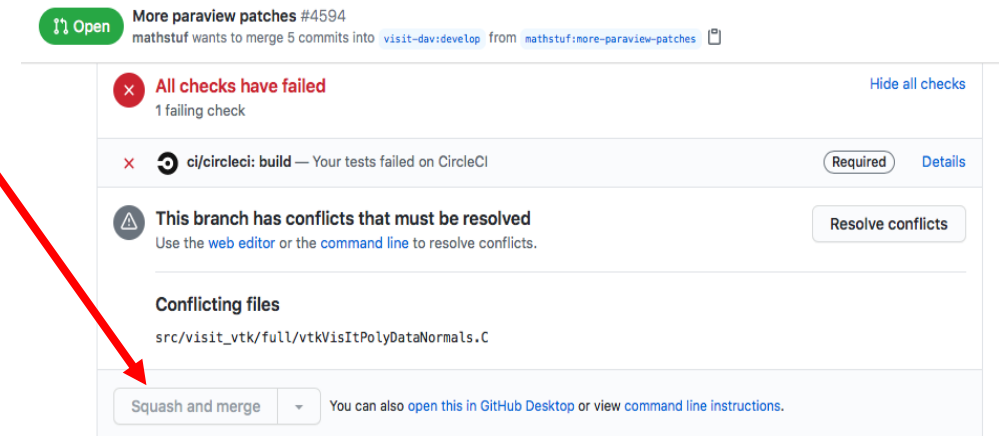 Open
More paraview patches #4594
mathstuf wants to merge 5 commits into visit-dav:develop from mathstuf:more-paraview-patches
All checks have failed
Hide all checks
1 failing check
ci/circleci: build — Your tests failed on CircleCI
Required
Details
This branch has conflicts that must be resolved
Resolve conflicts
Use the web editor or the command line to resolve conflicts.
Conflicting files
src/visit_vtk/full/vtkVisItPolyDataNormals.C
Squash and merge
You can also open this in GitHub Desktop or view command line instructions.